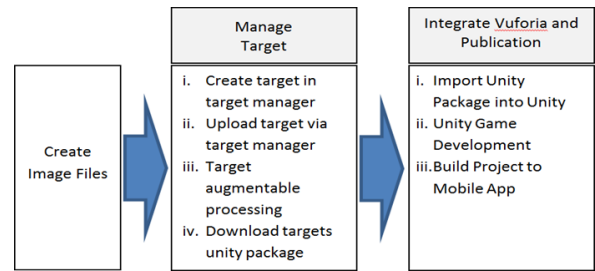 Create
Image Files
Manage
Target
i. Create target in
target manager
ii. Upload target via
target manager
iii. Target
augmentable
processing
iv. Download targets
unity package
Integrate Vuforia and
Publication
i. Import Unity
Package into Unity
ii. Unity Game
Development
iii.Build Project to
Mobile App